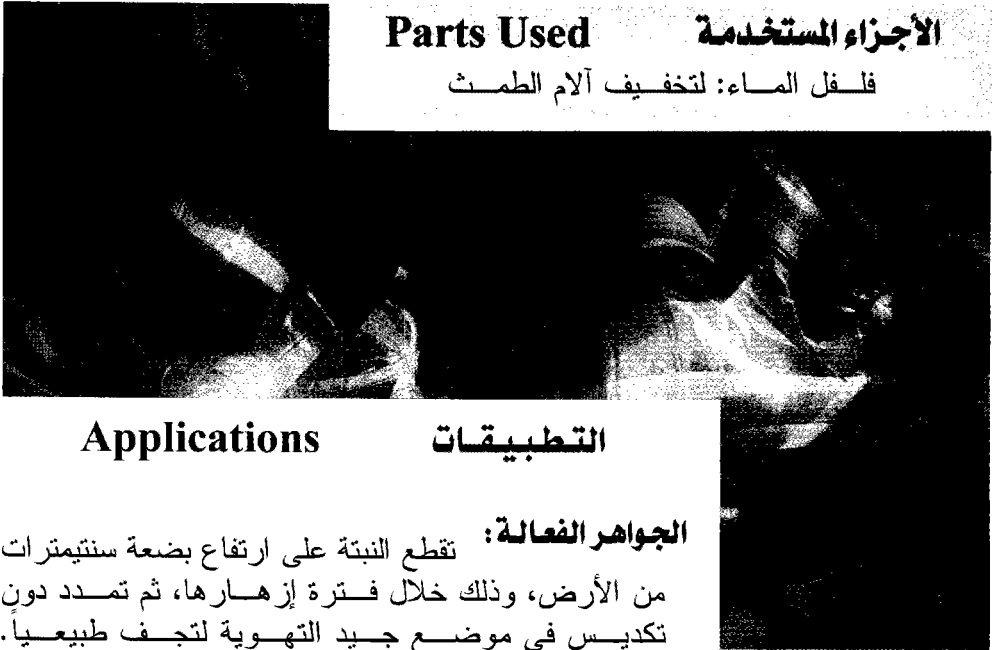 الأجزاء المستخدمة Parts Used
فلفل الماء: لتخفيف آلام الطمث
التطبيقات Applications
الجواهر الفعالة: تقطع النبتة على ارتفاع بضعة سنتيمترات
من الأرض، وذلك خلال فترة إزهارها، ثم تمدد دون
تكديس في موضع جيد التهوية لتجف طبيعياً.